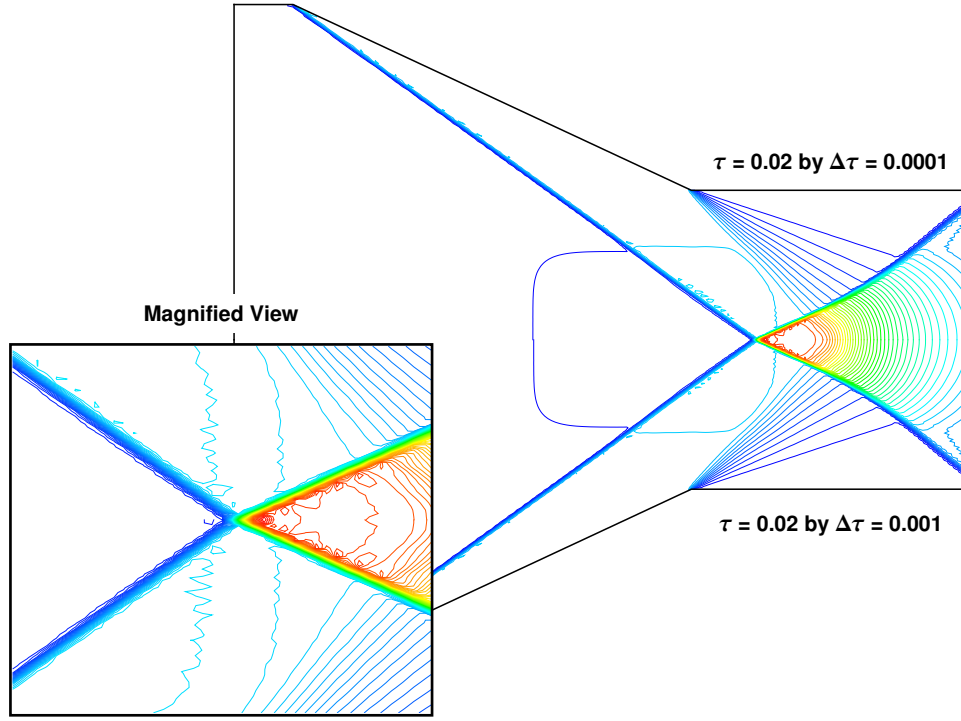 τ = 0.02 by Δτ = 0.0001
Magnified View
τ = 0.02 by Δτ = 0.001